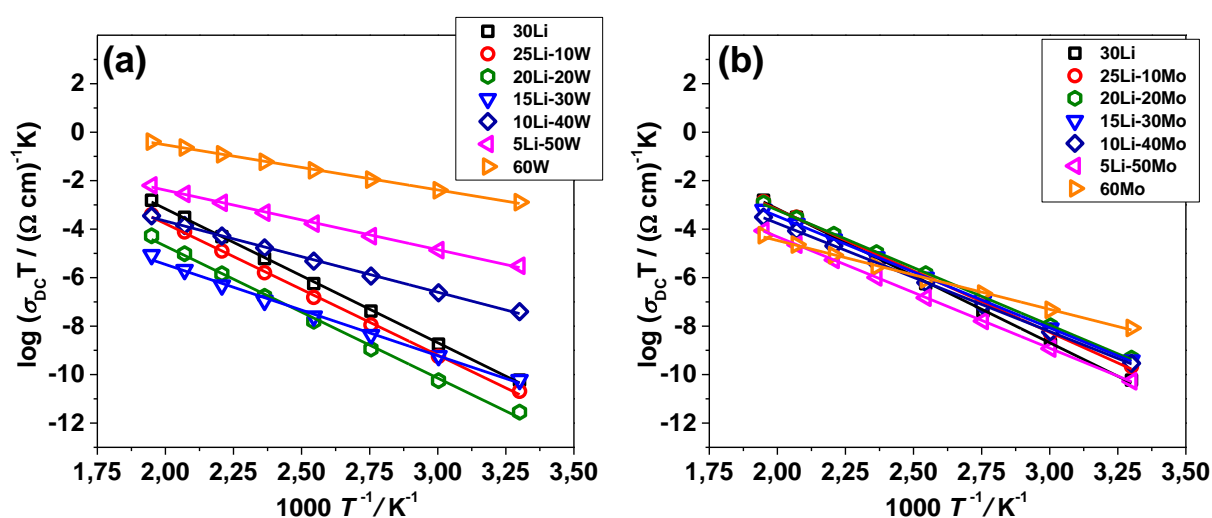 (a)
30Li
25Li-10W
20Li-20W
15Li-30W
10Li-40W
5Li-50W
60W
2
0
-2
-4
-6
-8
-10
-12
log (σDCT / (Ω cm)⁻¹K)
1,75 2,00 2,25 2,50 2,75 3,00 3,25 3,50
1000 T⁻¹/ K⁻¹
(b)
30Li
25Li-10Mo
20Li-20Mo
15Li-30Mo
10Li-40Mo
5Li-50Mo
60Mo
2
0
-2
-4
-6
-8
-10
-12
log (σDCT / (Ω cm)⁻¹K)
1,75 2,00 2,25 2,50 2,75 3,00 3,25 3,50
1000 T⁻¹/ K⁻¹